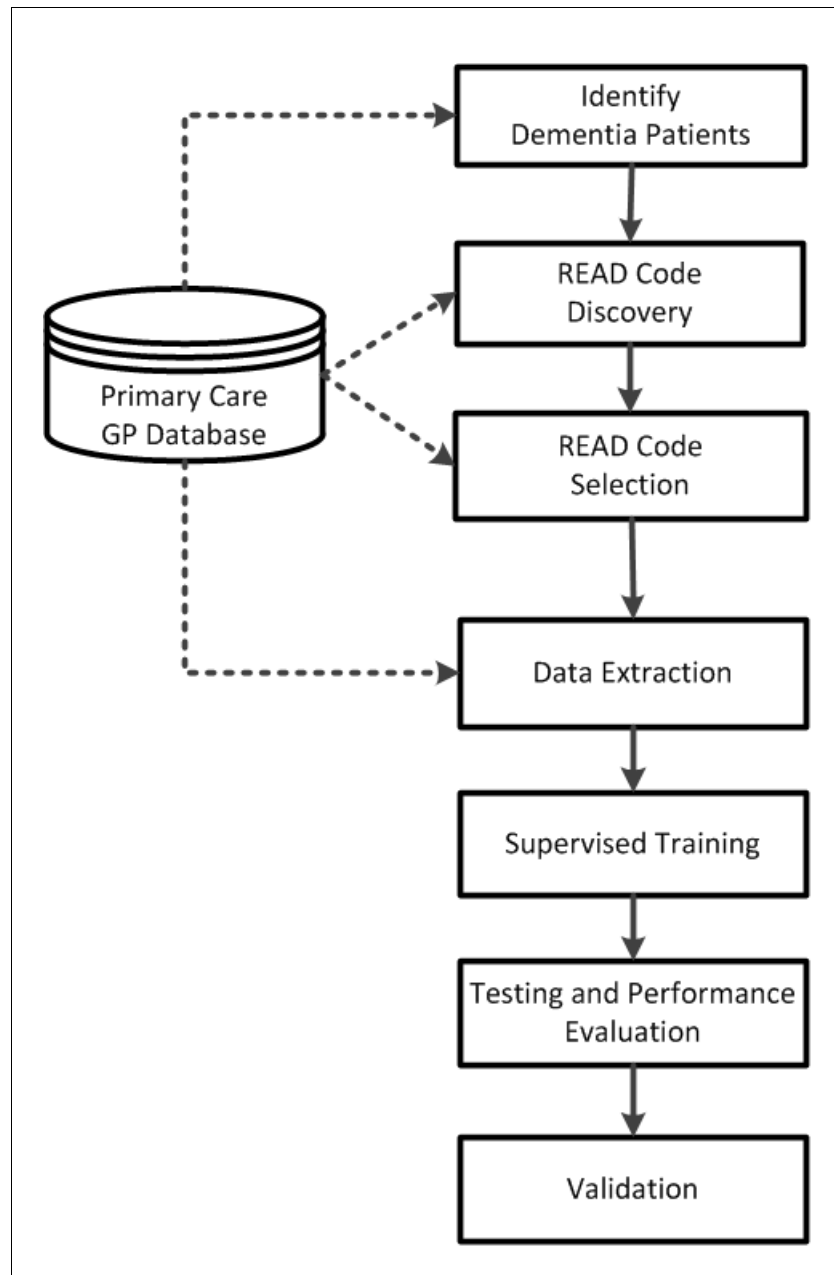 Identify
Dementia Patients
READ Code
Discovery
Primary Care
GP Database
READ Code
Selection
Data Extraction
Supervised Training
Testing and Performance
Evaluation
Validation